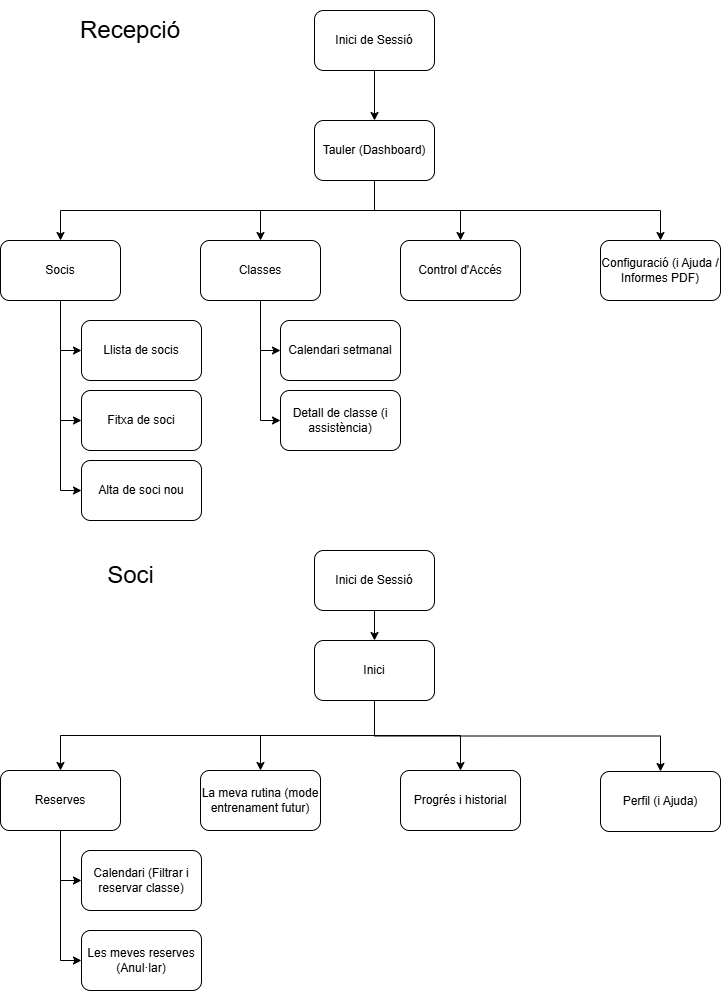 Recepció
Inici de Sessió
Tauler (Dashboard)
Socis
Classes
Control d'Accés
Configuració (i Ajuda /
Informes PDF)
Llista de socis
Calendari setmanal
Fitxa de soci
Detall de classe (i
assistència)
Alta de soci nou
Soci
Inici de Sessió
Inici
Reserves
La meva rutina (mode
entrenament futur)
Progrés i historial
Perfil (i Ajuda)
Calendari (Filtrar i
reservar classe)
Les meves reserves
(Anul·lar)